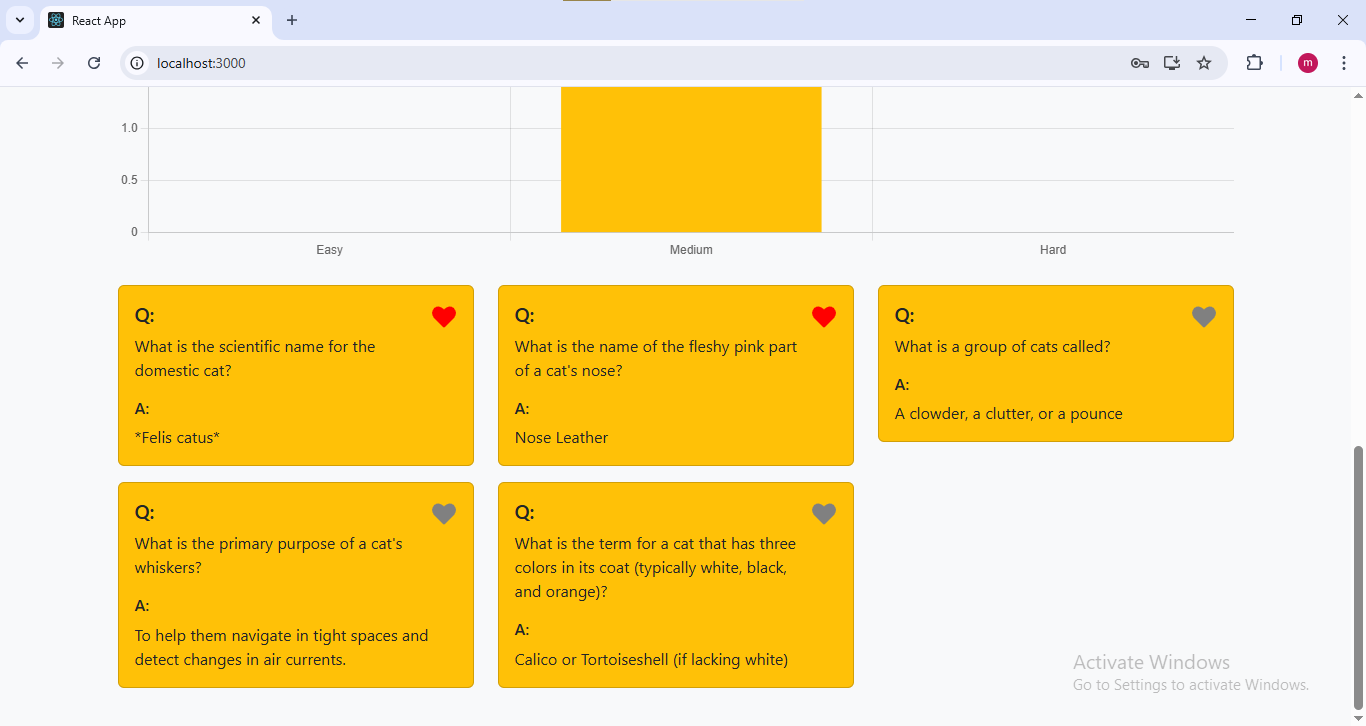 React App
localhost:3000
m
1.0
0.5
0
Easy
Medium
Hard
Q:
What is the scientific name for the
domestic cat?
A:
*Felis catus*
Q:
What is the name of the fleshy pink part
of a cat's nose?
A:
Nose Leather
Q:
What is a group of cats called?
A:
A clowder, a clutter, or a pounce
Q:
What is the primary purpose of a cat's
whiskers?
A:
To help them navigate in tight spaces and
detect changes in air currents.
Q:
What is the term for a cat that has three
colors in its coat (typically white, black,
and orange)?
A:
Calico or Tortoiseshell (if lacking white)
Activate Windows
Go to Settings to activate Windows.